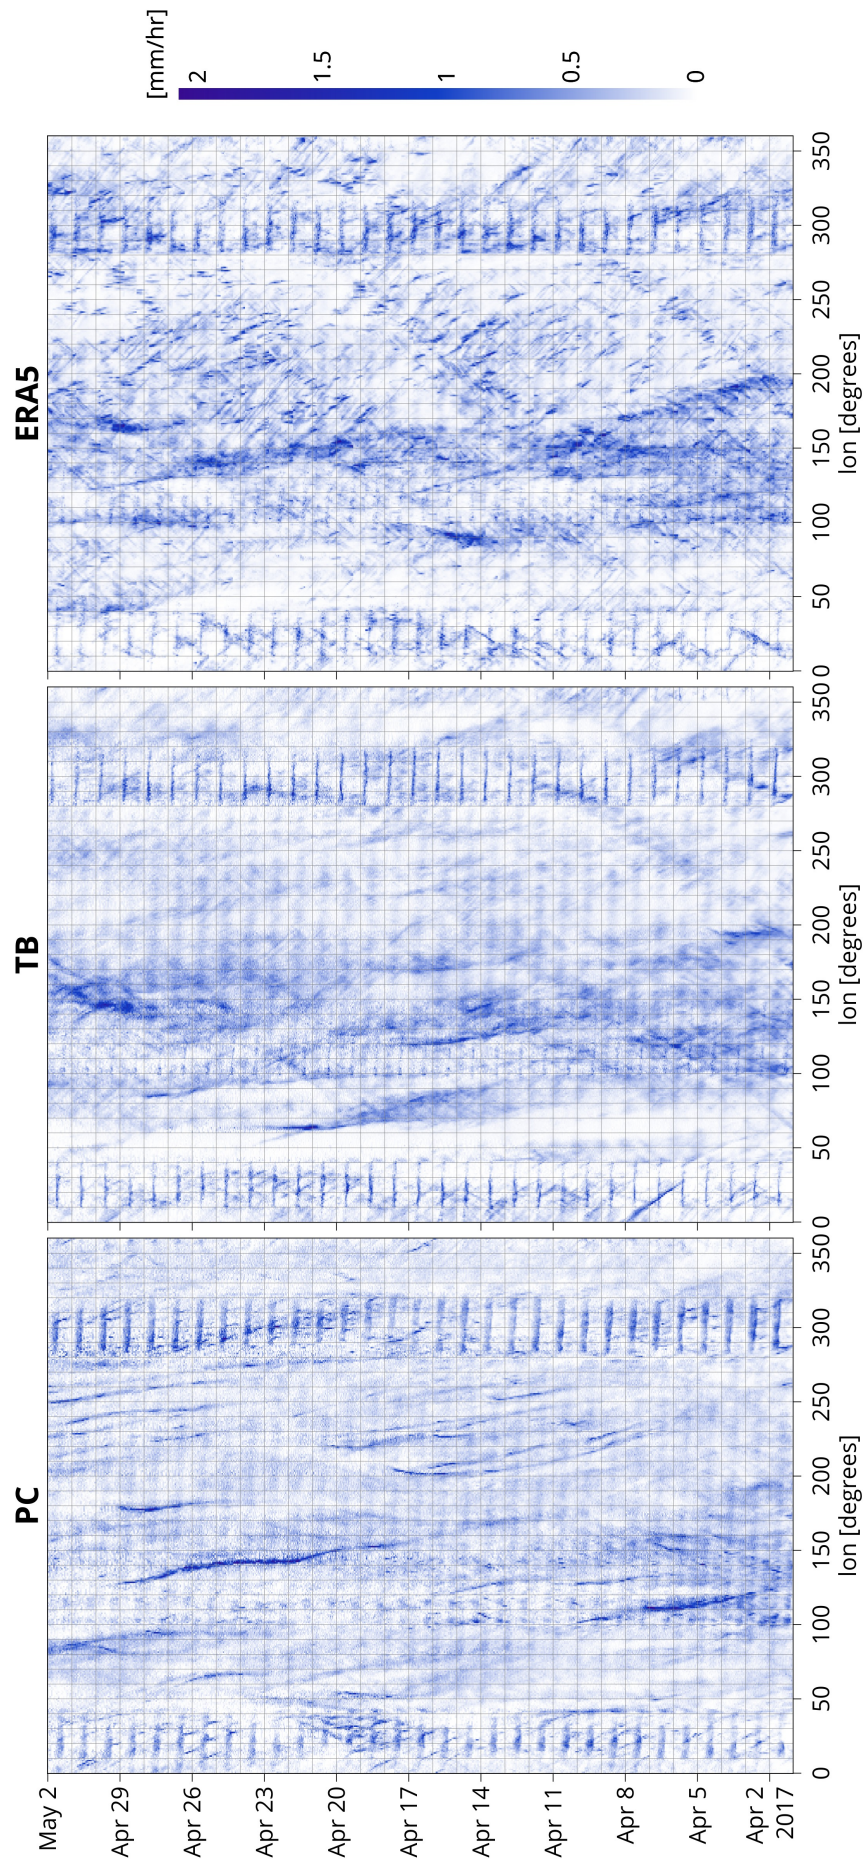 PC
TB
ERA5
May 2
Apr 29
Apr 26
Apr 23
Apr 20
Apr 17
Apr 14
Apr 11
Apr 8
Apr 5
Apr 2
2017
0 50 100 150 200 250 300 350
lon [degrees]
0 50 100 150 200 250 300 350
lon [degrees]
0 50 100 150 200 250 300 350
lon [degrees]
[mm/hr]
2
1.5
1
0.5
0